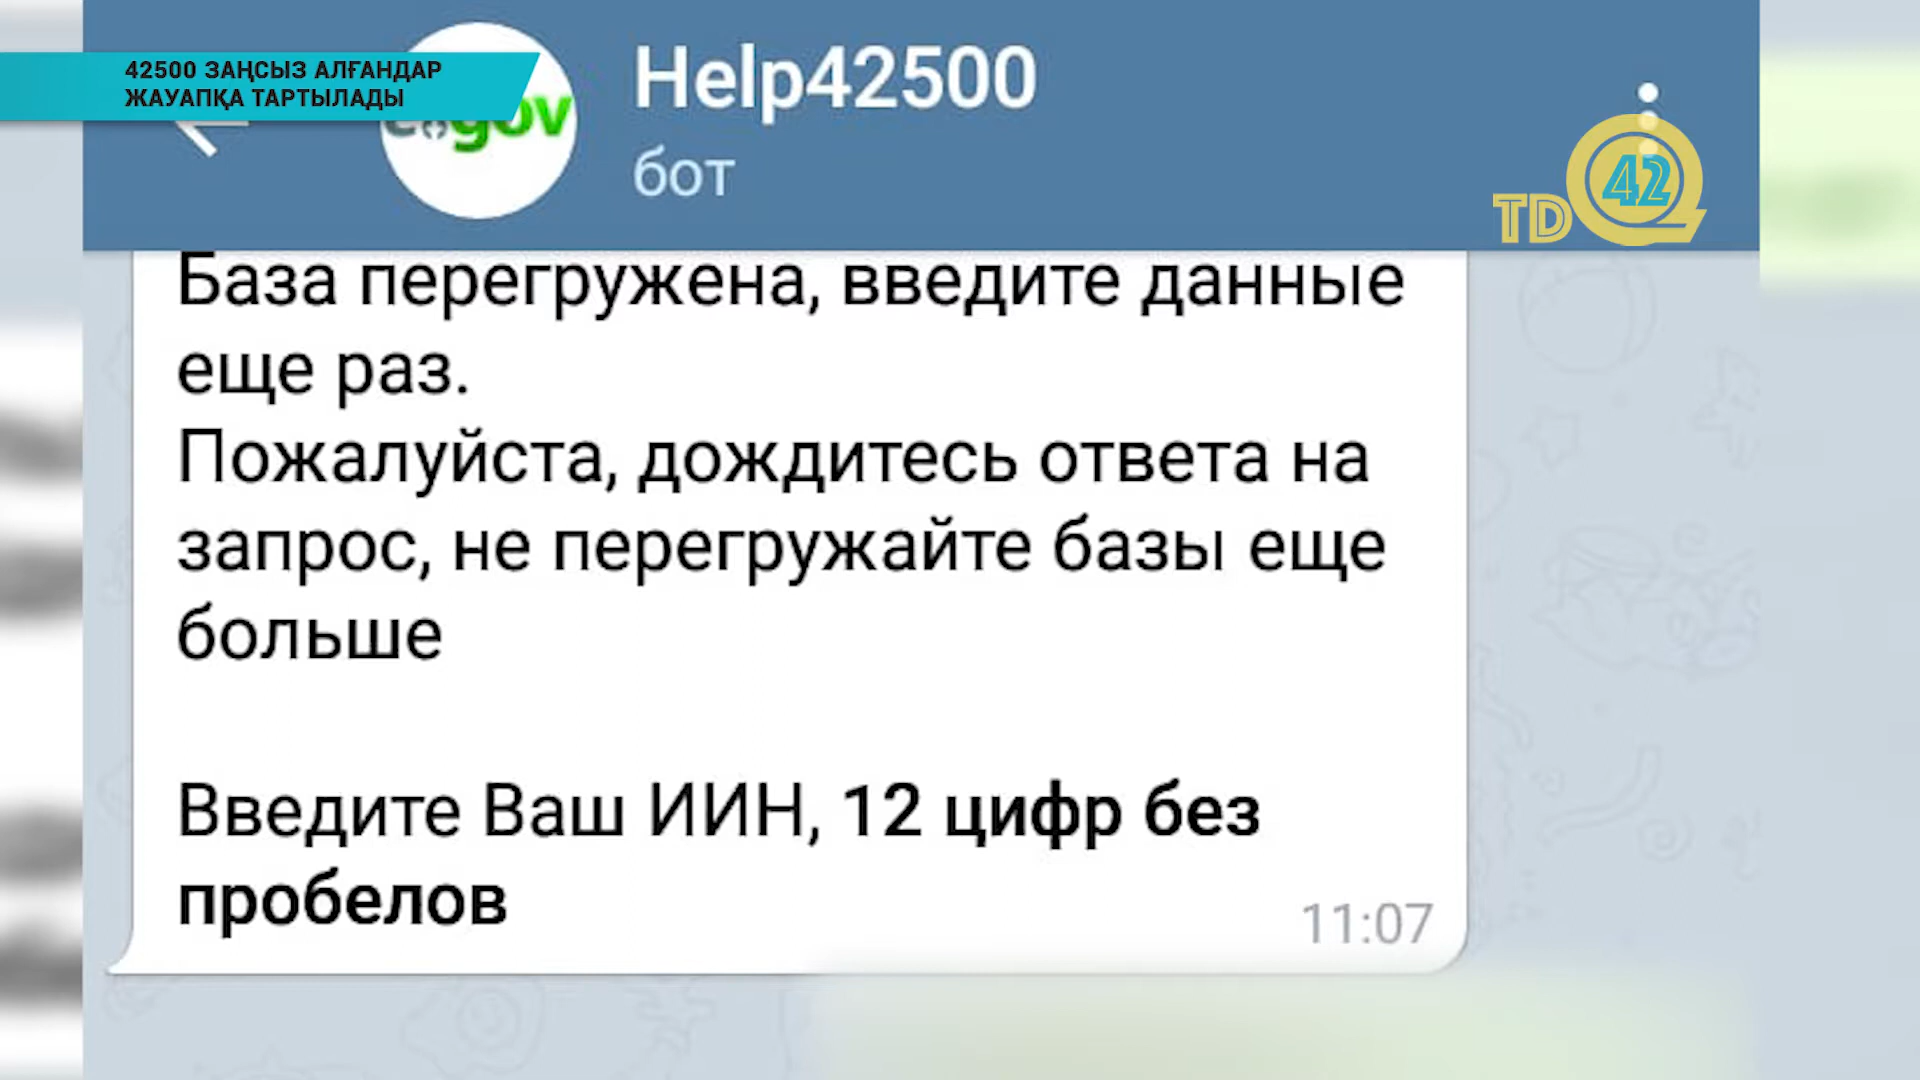 42500 ЗАҢСЫЗ АЛҒАНДАР
ЖАУАПҚА ТАРТЫЛАДЫ
e.gov
Help42500
бот
TD 42
База перегружена, введите данные
еще раз.
Пожалуйста, дождитесь ответа на
запрос, не перегружайте базы еще
больше
Введите Ваш ИИН, 12 цифр без
пробелов
11:07